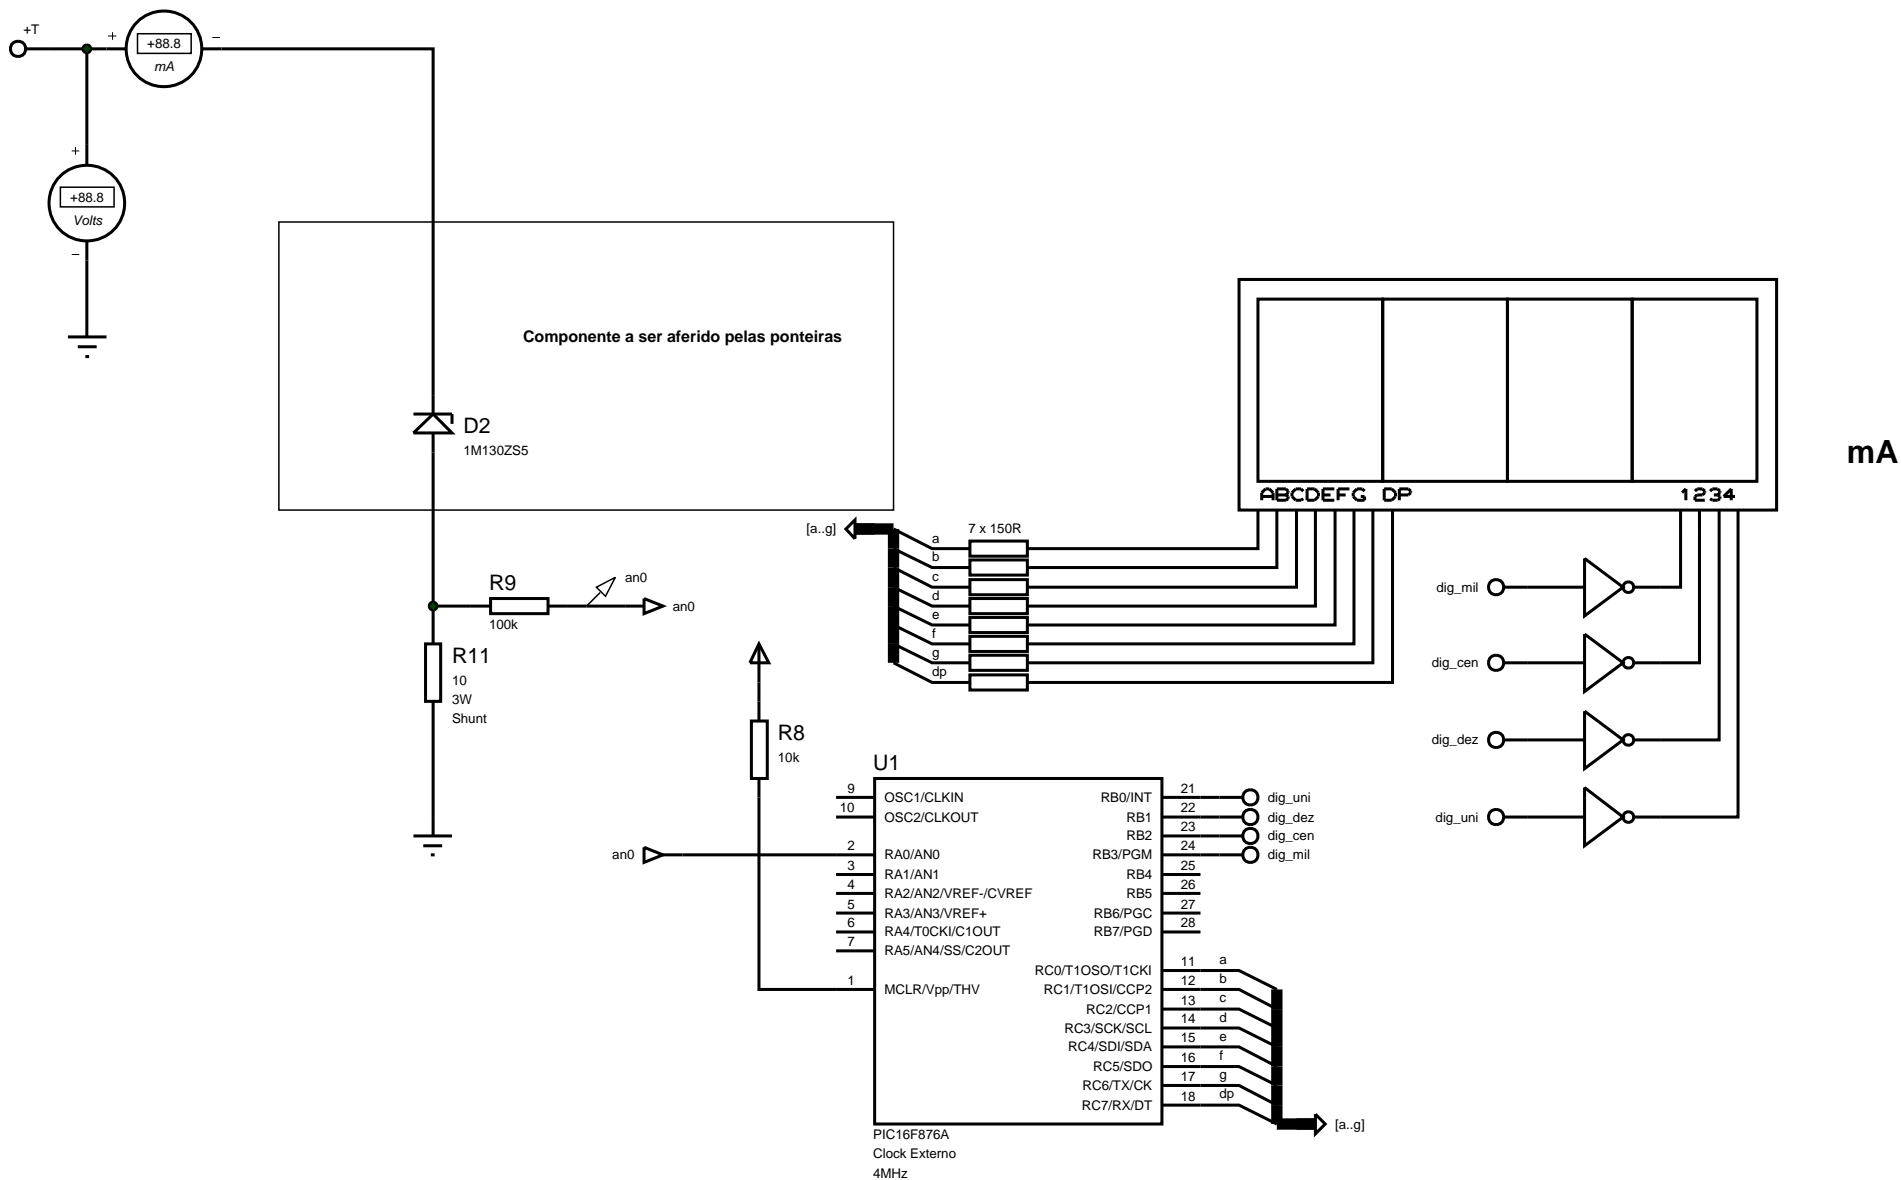 +T
+
+88.8
mA
−
+
+88.8
Volts
−
Componente a ser aferido pelas ponteiras
D2
1M130ZS5
mA
ABCDEFG DP
1234
[a..g]
7 x 150R
a
b
c
d
e
f
g
dp
dig_mil
dig_cen
dig_dez
dig_uni
R9
100k
an0
an0
R11
10
3W
Shunt
R8
10k
U1
an0
9 OSC1/CLKIN
10 OSC2/CLKOUT
2 RA0/AN0
3 RA1/AN1
4 RA2/AN2/VREF-/CVREF
5 RA3/AN3/VREF+
6 RA4/T0CKI/C1OUT
7 RA5/AN4/SS/C2OUT
1 MCLR/Vpp/THV
RB0/INT 21 dig_uni
RB1 22 dig_dez
RB2 23 dig_cen
RB3/PGM 24 dig_mil
RB4 25
RB5 26
RB6/PGC 27
RB7/PGD 28
RC0/T1OSO/T1CKI 11 a
RC1/T1OSI/CCP2 12 b
RC2/CCP1 13 c
RC3/SCK/SCL 14 d
RC4/SDI/SDA 15 e
RC5/SDO 16 f
RC6/TX/CK 17 g
RC7/RX/DT 18 dp
[a..g]
PIC16F876A
Clock Externo
4MHz